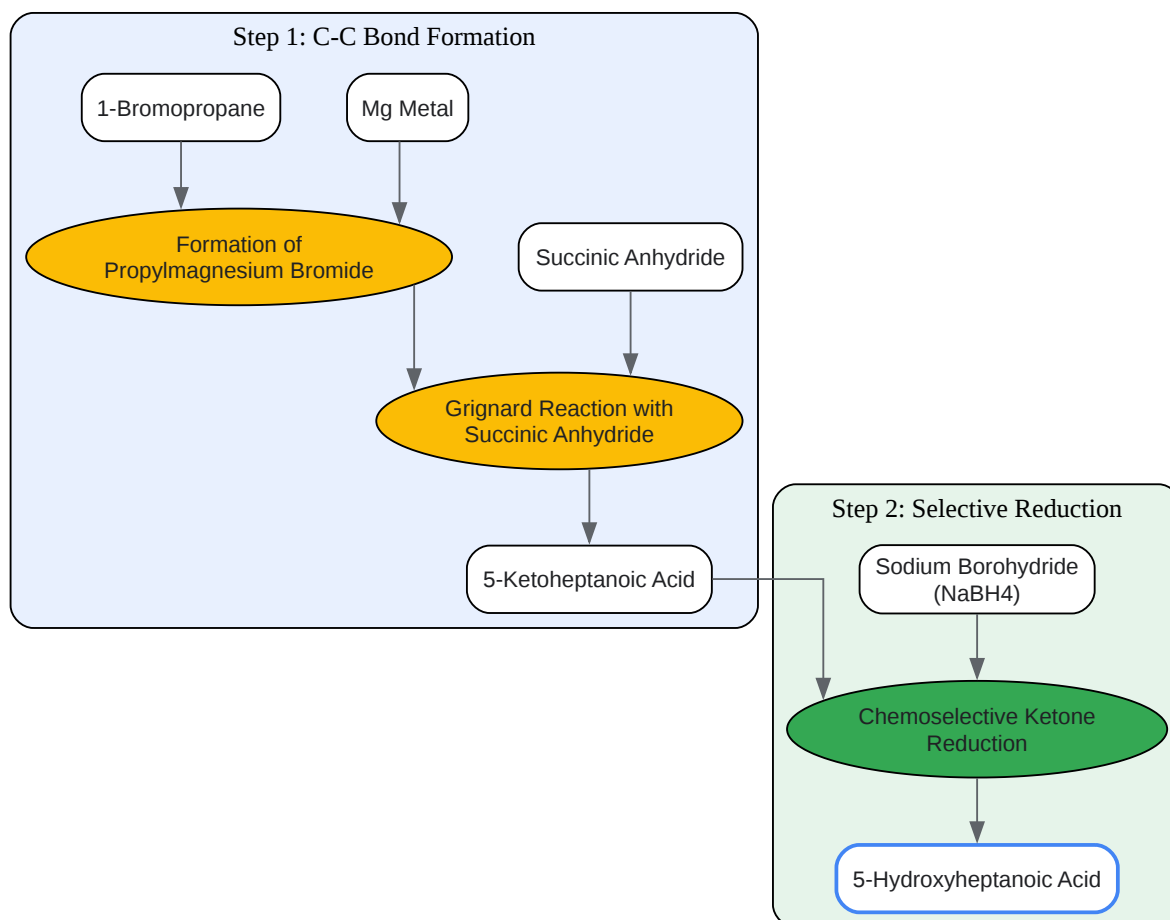 Step 1: C-C Bond Formation
1-Bromopropane
Mg Metal
Formation of
Propylmagnesium Bromide
Succinic Anhydride
Grignard Reaction with
Succinic Anhydride
5-Ketoheptanoic Acid
Step 2: Selective Reduction
Sodium Borohydride
(NaBH4)
Chemoselective Ketone
Reduction
5-Hydroxyheptanoic Acid